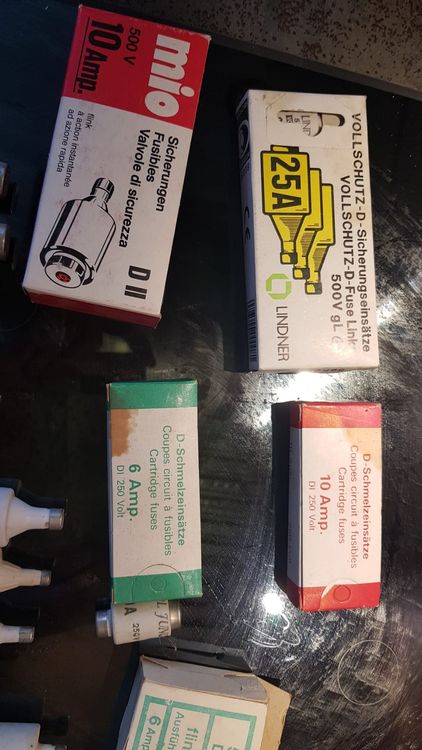 mio
500 V
10 Amp.
flink
à action instantanée
ad azione rapida
Sicherungen
Fusibles
Valvole di sicurezza
D II
VOLLSCHUTZ-D-Sicherungseinsätze
VOLLSCHUTZ-D-Fuse Link
500V gL
25A
LINDNER
D-Schmelzeinsätze
Coupes circuit à fusibles
Cartridge fuses
6 Amp.
DI 250 Volt
D-Schmelzeinsätze
Coupes circuit à fusibles
Cartridge fuses
10 Amp.
DI 250 Volt
flin
Ausfüh
6 Amp